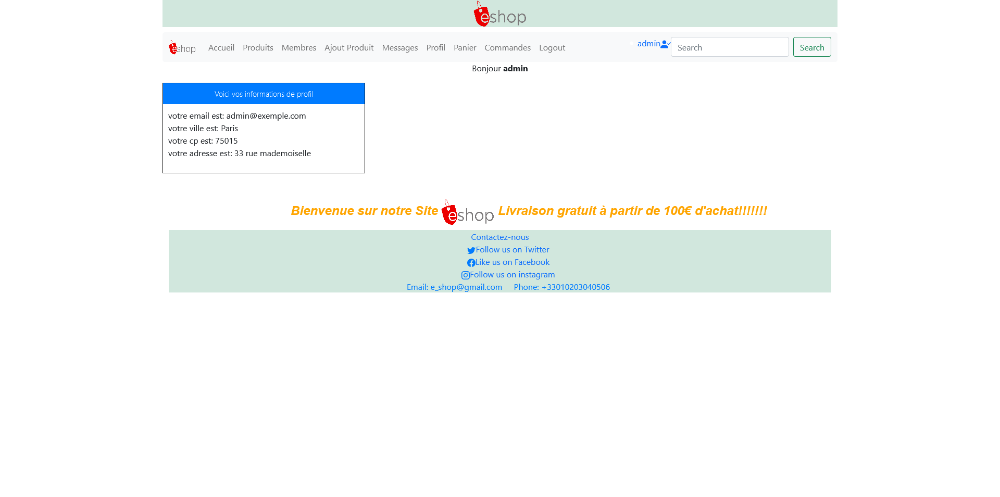 eshop
eshop Accueil Produits Membres Ajout Produit Messages Profil Panier Commandes Logout admin Search Search
Bonjour admin
Voici vos informations de profil
votre email est: admin@exemple.com
votre ville est: Paris
votre cp est: 75015
votre adresse est: 33 rue mademoiselle
Bienvenue sur notre Site eshop Livraison gratuit à partir de 100€ d'achat!!!!!!!
Contactez-nous
Follow us on Twitter
Like us on Facebook
Follow us on instagram
Email: e_shop@gmail.com Phone: +33010203040506